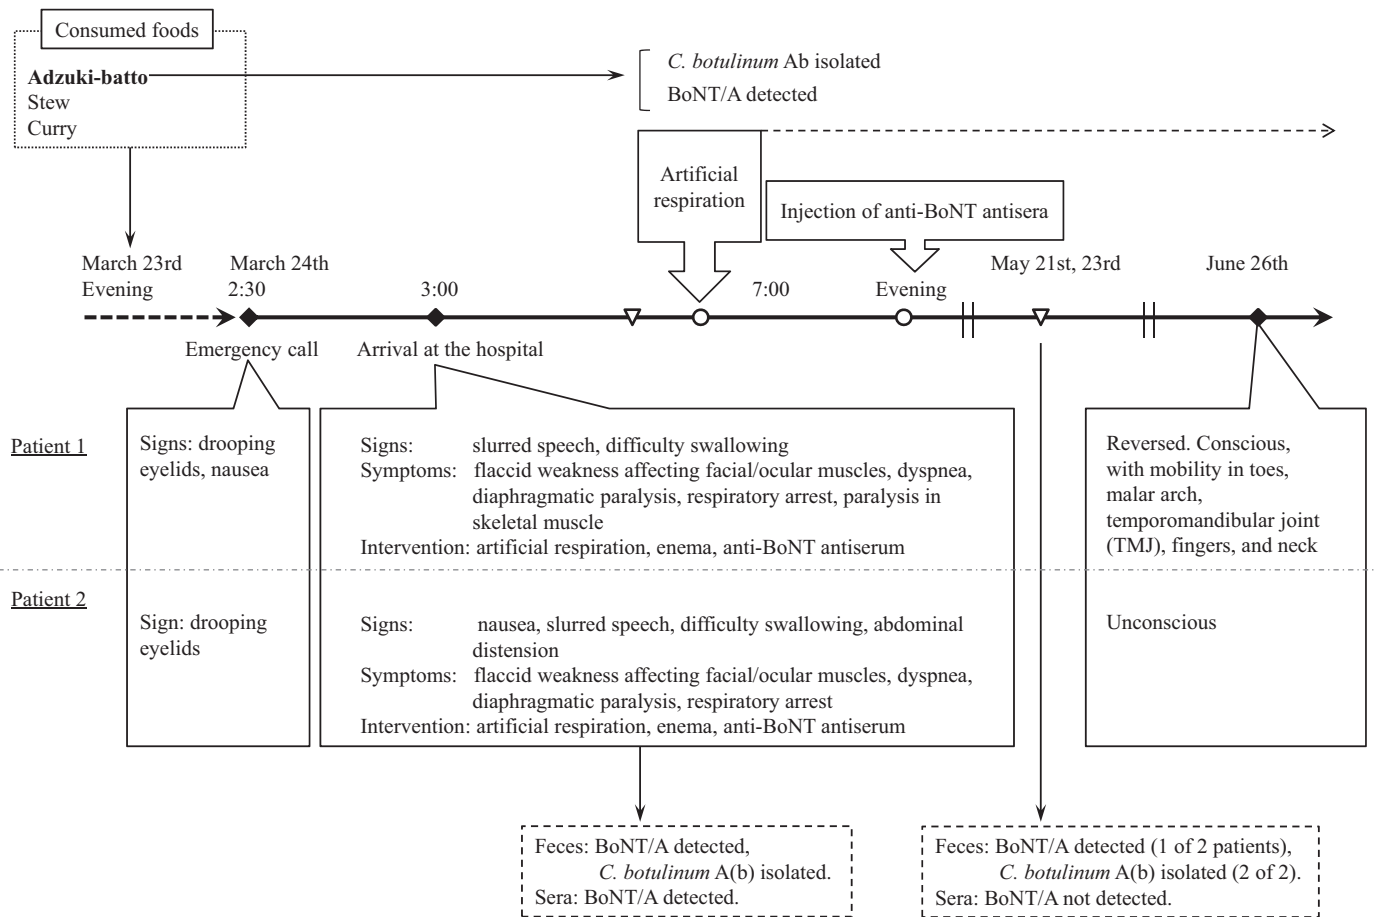 Consumed foods
Adzuki-batto
Stew
Curry
C. botulinum Ab isolated
BoNT/A detected
Artificial
respiration
Injection of anti-BoNT antisera
March 23rd
Evening
March 24th
2:30
3:00
7:00
Evening
May 21st, 23rd
June 26th
Emergency call
Arrival at the hospital
Patient 1
Signs: drooping
eyelids, nausea
Signs: slurred speech, difficulty swallowing
Symptoms: flaccid weakness affecting facial/ocular muscles, dyspnea,
diaphragmatic paralysis, respiratory arrest, paralysis in
skeletal muscle
Intervention: artificial respiration, enema, anti-BoNT antiserum
Reversed. Conscious,
with mobility in toes,
malar arch,
temporomandibular joint
(TMJ), fingers, and neck
Patient 2
Sign: drooping
eyelids
Signs: nausea, slurred speech, difficulty swallowing, abdominal
distension
Symptoms: flaccid weakness affecting facial/ocular muscles, dyspnea,
diaphragmatic paralysis, respiratory arrest
Intervention: artificial respiration, enema, anti-BoNT antiserum
Unconscious
Feces: BoNT/A detected,
C. botulinum A(b) isolated.
Sera: BoNT/A detected.
Feces: BoNT/A detected (1 of 2 patients),
C. botulinum A(b) isolated (2 of 2).
Sera: BoNT/A not detected.